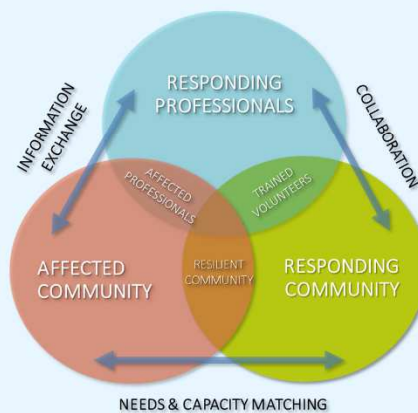 RESPONDING
PROFESSIONALS
INFORMATION
EXCHANGE
COLLABORATION
AFFECTED
PROFESSIONALS
TRAINED
VOLUNTEERS
AFFECTED
COMMUNITY
RESILIENT
COMMUNITY
RESPONDING
COMMUNITY
NEEDS & CAPACITY MATCHING